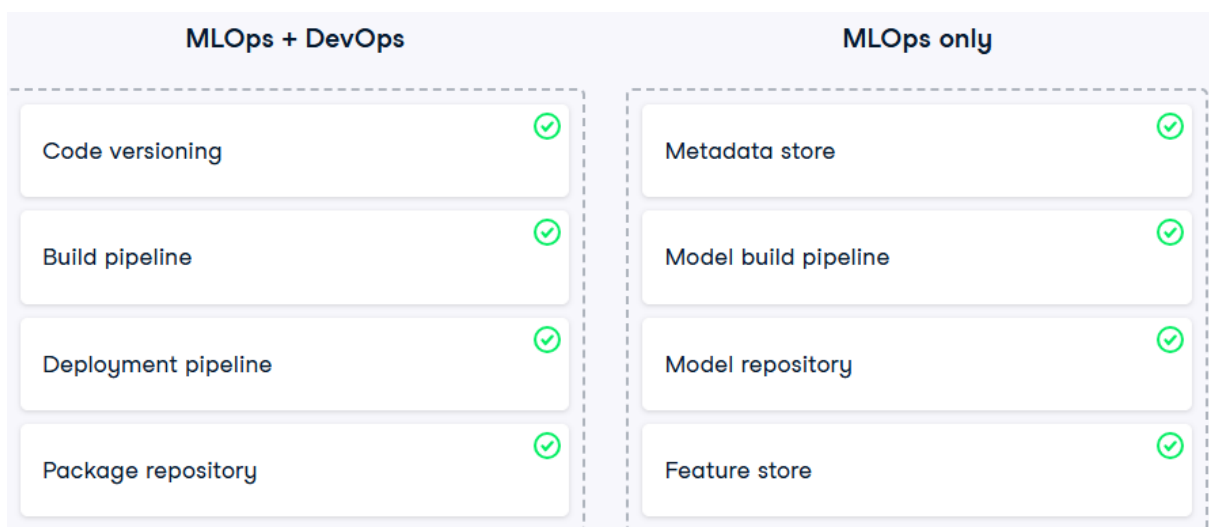 MLOps + DevOps
MLOps only
Code versioning
Metadata store
Build pipeline
Model build pipeline
Deployment pipeline
Model repository
Package repository
Feature store